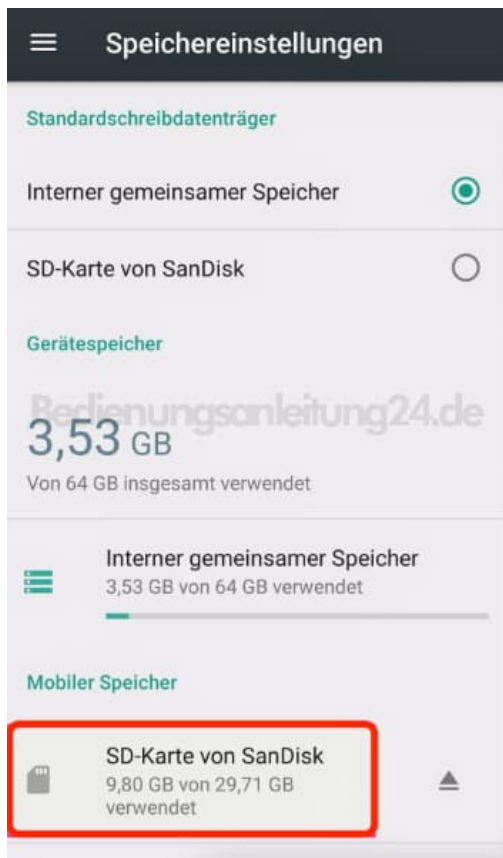 Speichereinstellungen
Standardschreibdatenträger
Interner gemeinsamer Speicher
SD-Karte von SanDisk
Gerätespeicher
Bedienungsanleitung24.de
3,53 GB
Von 64 GB insgesamt verwendet
Interner gemeinsamer Speicher
3,53 GB von 64 GB verwendet
Mobiler Speicher
SD-Karte von SanDisk
9,80 GB von 29,71 GB
verwendet